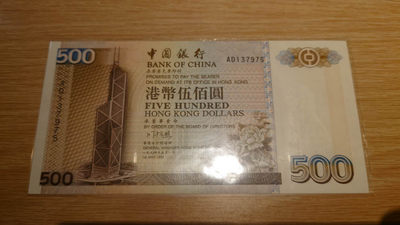 500
中國銀行
BANK OF CHINA
PROMISES TO PAY THE BEARER
ON DEMAND AT ITS OFFICE IN HONG KONG
港幣伍佰圓
FIVE HUNDRED
HONG KONG DOLLARS
BY ORDER OF THE BOARD OF DIRECTORS
500
500